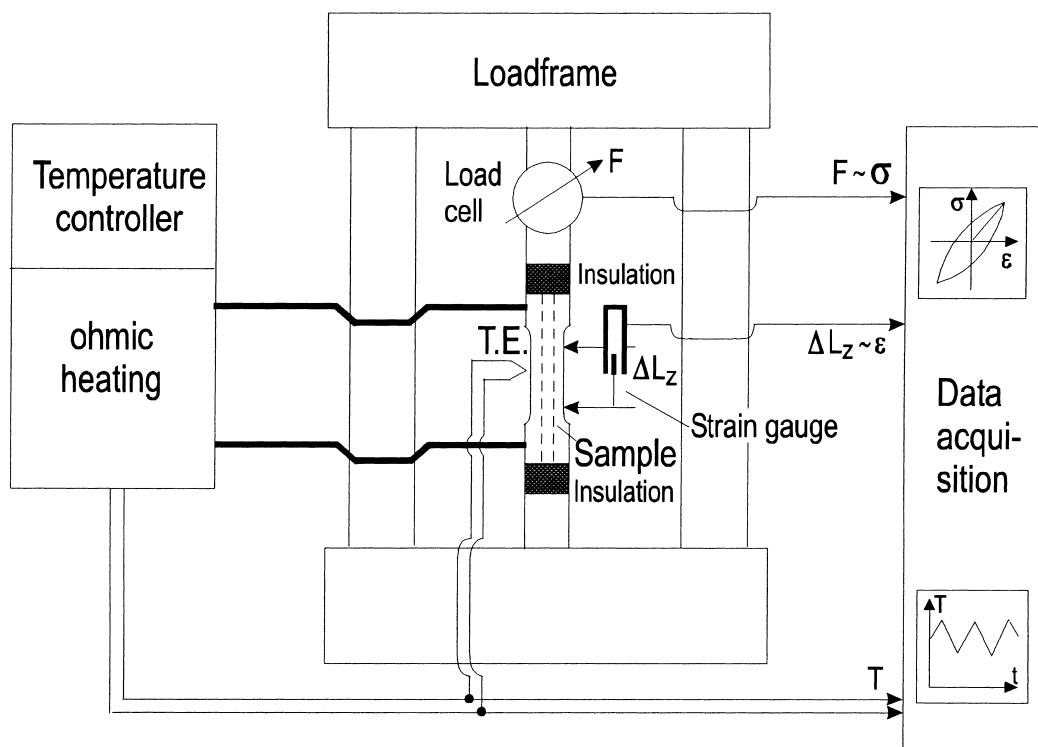 Loadframe
Temperature
controller
ohmic
heating
Load
cell
F
F ~ σ
σ
ε
Insulation
T.E.
ΔL_z
ΔL_z ~ ε
Strain gauge
Sample
Insulation
Data
acqui-
sition
T
t
T